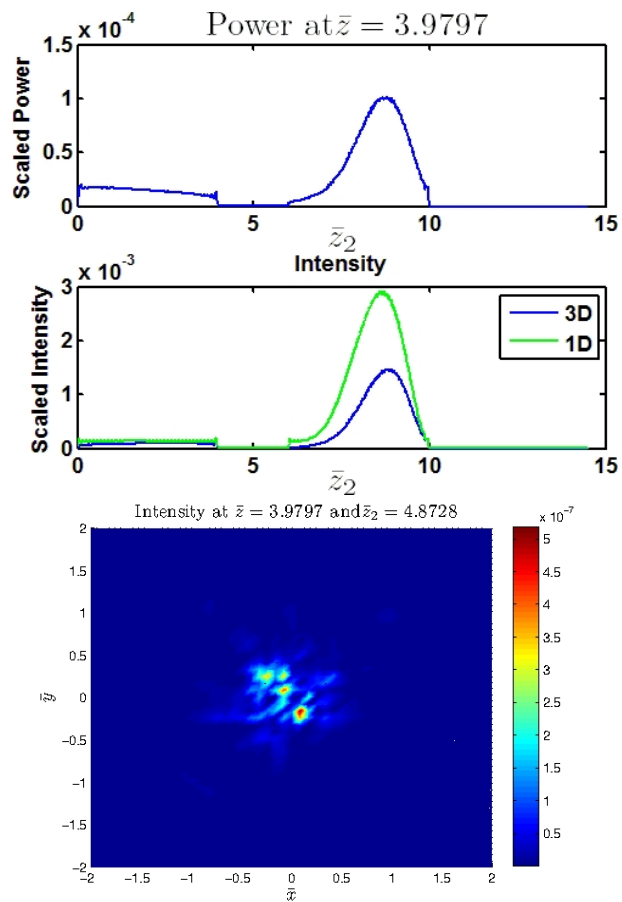 Power at z̄ = 3.9797
x 10⁻⁴
Scaled Power
1.5
1
0.5
0
0 5 10 15
z̄₂
Intensity
x 10⁻³
Scaled Intensity
3
2
1
0
3D
1D
0 5 10 15
z̄₂
Intensity at z̄ = 3.9797 and z̄₂ = 4.8728
x 10⁻⁷
ȳ
2
1.5
1
0.5
0
−0.5
−1
−1.5
−2
−2 −1.5 −1 −0.5 0 0.5 1 1.5 2
x̄
5
4.5
4
3.5
3
2.5
2
1.5
1
0.5